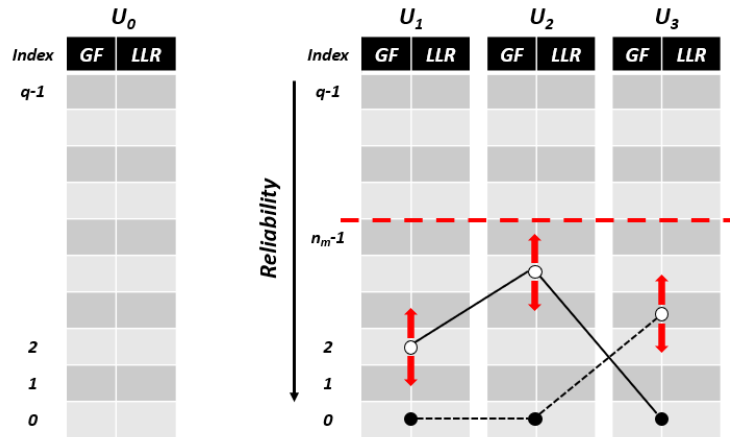 U₀ U₁ U₂ U₃
Index GF LLR Index GF LLR GF LLR GF LLR
q-1 q-1
Reliability
nₘ-1
2 2
1 1
0 0